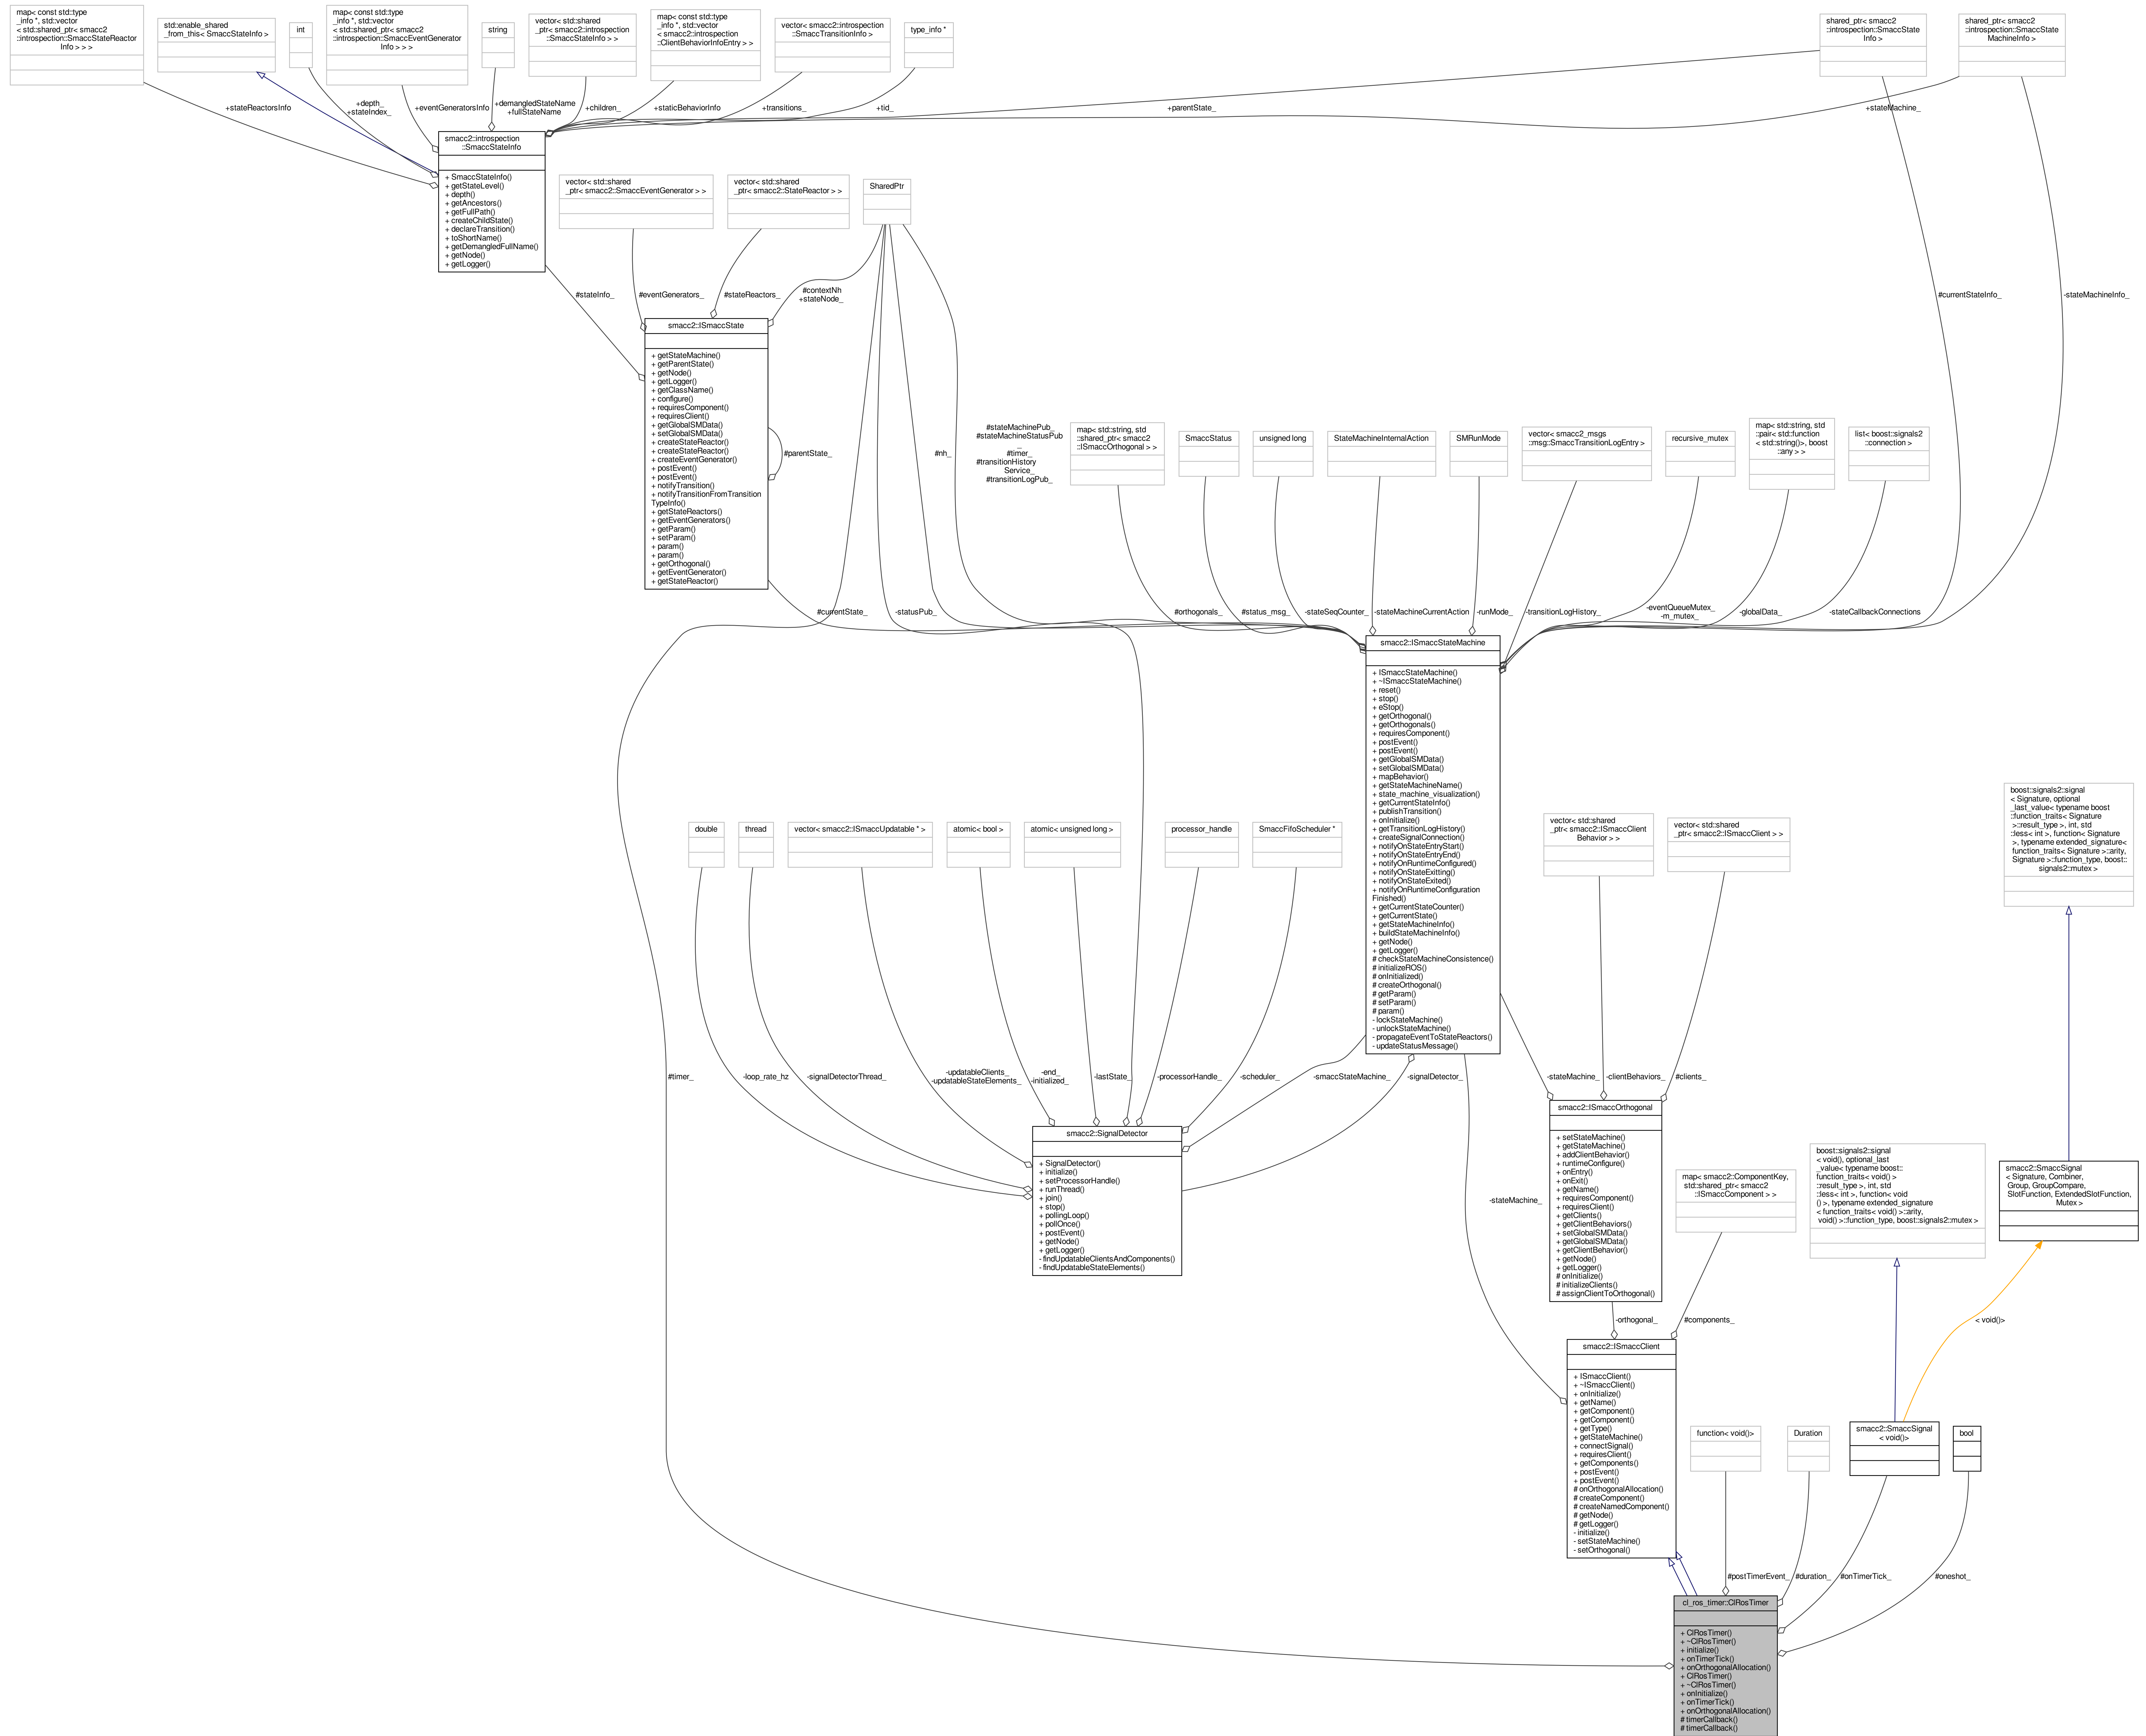 map< const std::type
_info *, std::vector
< std::shared_ptr< smacc2
::introspection::SmaccStateReactor
Info > > >
std::enable_shared
_from_this< SmaccStateInfo >
int
map< const std::type
_info *, std::vector
< std::shared_ptr< smacc2
::introspection::SmaccEventGenerator
Info > > >
string
vector< std::shared
_ptr< smacc2::introspection
::SmaccStateInfo > >
map< const std::type
_info *, std::vector
< smacc2::introspection
::ClientBehaviorInfoEntry > >
vector< smacc2::introspection
::SmaccTransitionInfo >
type_info *
shared_ptr< smacc2
::introspection::SmaccState
Info >
shared_ptr< smacc2
::introspection::SmaccState
MachineInfo >
+stateReactorsInfo
+depth_
+stateIndex_
+eventGeneratorsInfo
+demangledStateName
+fullStateName
+children_
+staticBehaviorInfo
+transitions_
+tid_
+parentState_
+stateMachine_
smacc2::introspection
::SmaccStateInfo
+ SmaccStateInfo()
+ getStateLevel()
+ depth()
+ getAncestors()
+ getFullPath()
+ createChildState()
+ declareTransition()
+ toShortName()
+ getDemangledFullName()
+ getNode()
+ getLogger()
vector< std::shared
_ptr< smacc2::SmaccEventGenerator > >
vector< std::shared
_ptr< smacc2::StateReactor > >
SharedPtr
#stateInfo_
#eventGenerators_
#stateReactors_
#contextNh
+stateNode_
#currentStateInfo_
-stateMachineInfo_
smacc2::ISmaccState
+ getStateMachine()
+ getParentState()
+ getNode()
+ getLogger()
+ getClassName()
+ configure()
+ requiresComponent()
+ requiresClient()
+ getGlobalSMData()
+ setGlobalSMData()
+ createStateReactor()
+ createStateReactor()
+ createEventGenerator()
+ postEvent()
+ postEvent()
+ notifyTransition()
+ notifyTransitionFromTransition
TypeInfo()
+ getStateReactors()
+ getEventGenerators()
+ getParam()
+ setParam()
+ param()
+ param()
+ getOrthogonal()
+ getEventGenerator()
+ getStateReactor()
#parentState_
#nh_
#stateMachinePub_
#stateMachineStatusPub
_
#timer_
#transitionHistory
Service_
#transitionLogPub_
map< std::string, std
::shared_ptr< smacc2
::ISmaccOrthogonal > >
SmaccStatus
unsigned long
StateMachineInternalAction
SMRunMode
vector< smacc2_msgs
::msg::SmaccTransitionLogEntry >
recursive_mutex
map< std::string, std
::pair< std::function
< std::string()>, boost
::any > >
list< boost::signals2
::connection >
#currentState_
-statusPub_
#orthogonals_
#status_msg_
-stateSeqCounter_
-stateMachineCurrentAction
-runMode_
-transitionLogHistory_
-eventQueueMutex_
-m_mutex_
-globalData_
-stateCallbackConnections
smacc2::ISmaccStateMachine
+ ISmaccStateMachine()
+ ~ISmaccStateMachine()
+ reset()
+ stop()
+ eStop()
+ getOrthogonal()
+ getOrthogonals()
+ requiresComponent()
+ postEvent()
+ postEvent()
+ getGlobalSMData()
+ setGlobalSMData()
+ mapBehavior()
+ getStateMachineName()
+ state_machine_visualization()
+ getCurrentStateInfo()
+ publishTransition()
+ onInitialize()
+ getTransitionLogHistory()
+ createSignalConnection()
+ notifyOnStateEntryStart()
+ notifyOnStateEntryEnd()
+ notifyOnRuntimeConfigured()
+ notifyOnStateExitting()
+ notifyOnStateExited()
+ notifyOnRuntimeConfiguration
Finished()
+ getCurrentStateCounter()
+ getCurrentState()
+ getStateMachineInfo()
+ buildStateMachineInfo()
+ getNode()
+ getLogger()
# checkStateMachineConsistence()
# initializeROS()
# onInitialized()
# createOrthogonal()
# getParam()
# setParam()
# param()
- lockStateMachine()
- unlockStateMachine()
- propagateEventToStateReactors()
- updateStatusMessage()
double
thread
vector< smacc2::ISmaccUpdatable * >
atomic< bool >
atomic< unsigned long >
processor_handle
SmaccFifoScheduler *
vector< std::shared
_ptr< smacc2::ISmaccClient
Behavior > >
vector< std::shared
_ptr< smacc2::ISmaccClient > >
boost::signals2::signal
< Signature, optional
_last_value< typename boost
::function_traits< Signature
>::result_type >, int, std
::less< int >, function< Signature
>, typename extended_signature<
function_traits< Signature >::arity,
Signature >::function_type, boost::
signals2::mutex >
#timer_
-loop_rate_hz
-signalDetectorThread_
-updatableClients_
-updatableStateElements_
-end_
-initialized_
-lastState_
-processorHandle_
-scheduler_
-smaccStateMachine_
-signalDetector_
-stateMachine_
-clientBehaviors_
#clients_
smacc2::SignalDetector
+ SignalDetector()
+ initialize()
+ setProcessorHandle()
+ runThread()
+ join()
+ stop()
+ pollingLoop()
+ pollOnce()
+ postEvent()
+ getNode()
+ getLogger()
- findUpdatableClientsAndComponents()
- findUpdatableStateElements()
smacc2::ISmaccOrthogonal
+ setStateMachine()
+ getStateMachine()
+ addClientBehavior()
+ runtimeConfigure()
+ onEntry()
+ onExit()
+ getName()
+ requiresComponent()
+ requiresClient()
+ getClients()
+ getClientBehaviors()
+ setGlobalSMData()
+ getGlobalSMData()
+ getClientBehavior()
+ getNode()
+ getLogger()
# onInitialize()
# initializeClients()
# assignClientToOrthogonal()
map< smacc2::ComponentKey,
std::shared_ptr< smacc2
::ISmaccComponent > >
boost::signals2::signal
< void(), optional_last
_value< typename boost::
function_traits< void() >
::result_type >, int, std
::less< int >, function< void
() >, typename extended_signature
< function_traits< void() >::arity,
void() >::function_type, boost::signals2::mutex >
smacc2::SmaccSignal
< Signature, Combiner,
Group, GroupCompare,
SlotFunction, ExtendedSlotFunction,
Mutex >
-stateMachine_
-orthogonal_
#components_
< void()>
smacc2::ISmaccClient
+ ISmaccClient()
+ ~ISmaccClient()
+ onInitialize()
+ getName()
+ getComponent()
+ getComponent()
+ getType()
+ getStateMachine()
+ connectSignal()
+ requiresClient()
+ getComponents()
+ postEvent()
+ postEvent()
# onOrthogonalAllocation()
# createComponent()
# createNamedComponent()
# getNode()
# getLogger()
- initialize()
- setStateMachine()
- setOrthogonal()
function< void()>
Duration
smacc2::SmaccSignal
< void()>
bool
#postTimerEvent_
#duration_
#onTimerTick_
#oneshot_
cl_ros_timer::ClRosTimer
+ ClRosTimer()
+ ~ClRosTimer()
+ initialize()
+ onTimerTick()
+ onOrthogonalAllocation()
+ ClRosTimer()
+ ~ClRosTimer()
+ onInitialize()
+ onTimerTick()
+ onOrthogonalAllocation()
# timerCallback()
# timerCallback()